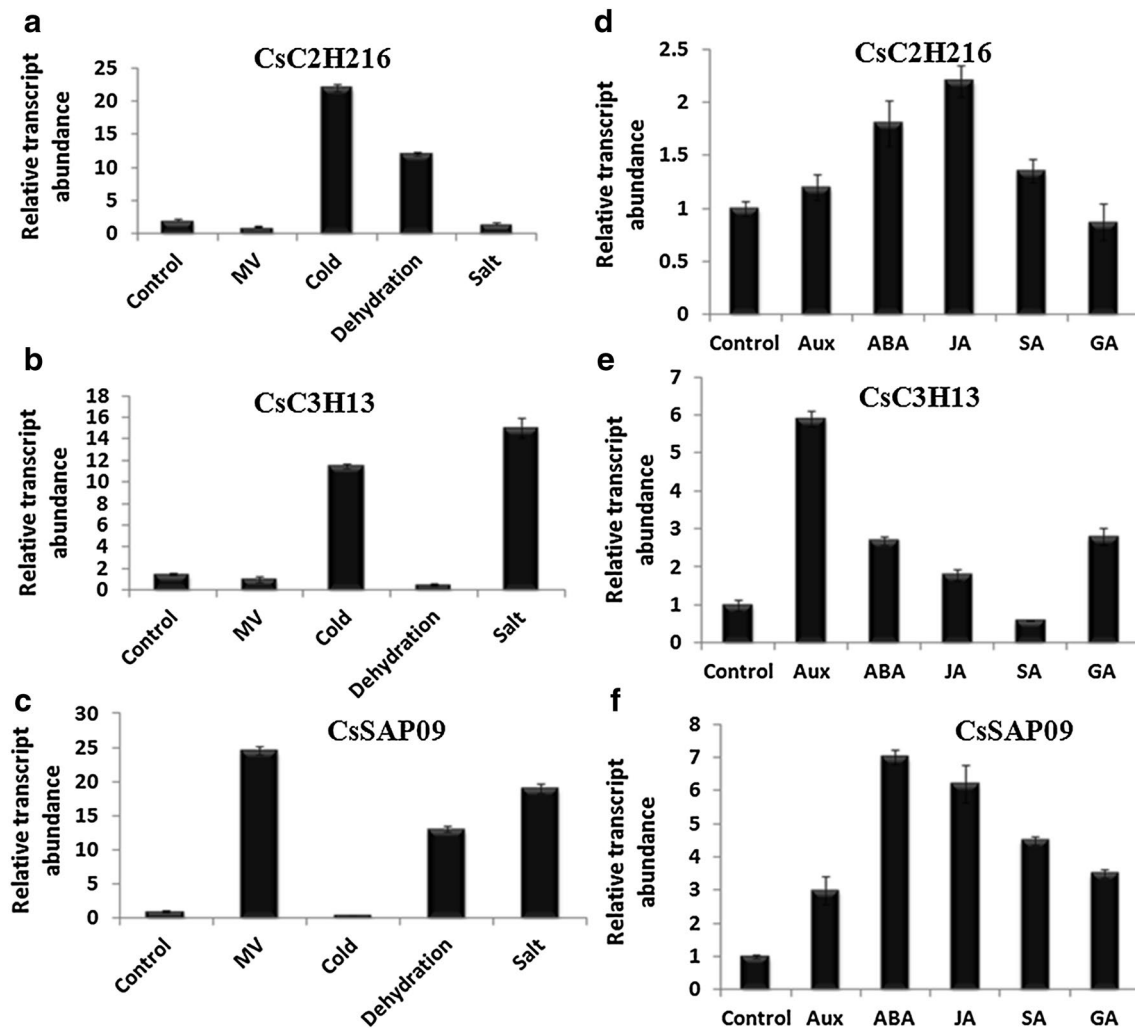 a
CsC2H216
Relative transcript
abundance
25
20
15
10
5
0
Control
MV
Cold
Dehydration
Salt
b
CsC3H13
Relative transcript
abundance
18
16
14
12
10
8
6
4
2
0
Control
MV
Cold
Dehydration
Salt
c
CsSAP09
Relative transcript
abundance
30
25
20
15
10
5
0
Control
MV
Cold
Dehydration
Salt
d
CsC2H216
Relative transcript
abundance
2.5
2
1.5
1
0.5
0
Control Aux ABA JA SA GA
e
CsC3H13
Relative transcript
abundance
7
6
5
4
3
2
1
0
Control Aux ABA JA SA GA
f
CsSAP09
Relative transcript
abundance
8
7
6
5
4
3
2
1
0
Control Aux ABA JA SA GA